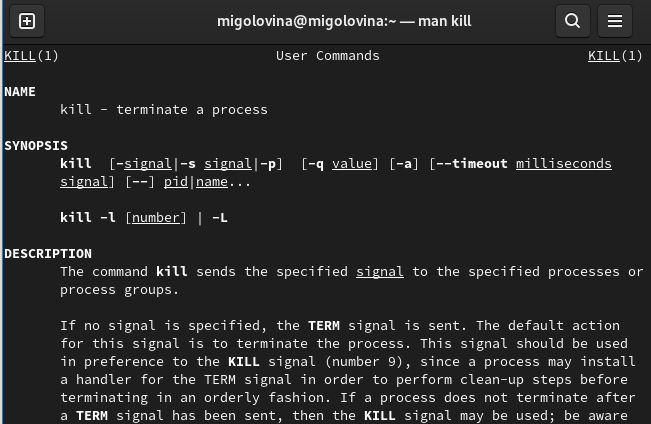 migolovina@migolovina:~ — man kill
KILL(1) User Commands KILL(1)
NAME
kill - terminate a process
SYNOPSIS
kill [-signal|-s signal|-p] [-q value] [-a] [--timeout milliseconds
signal] [--] pid|name...
kill -l [number] | -L
DESCRIPTION
The command kill sends the specified signal to the specified processes or
process groups.
If no signal is specified, the TERM signal is sent. The default action
for this signal is to terminate the process. This signal should be used
in preference to the KILL signal (number 9), since a process may install
a handler for the TERM signal in order to perform clean-up steps before
terminating in an orderly fashion. If a process does not terminate after
a TERM signal has been sent, then the KILL signal may be used; be aware